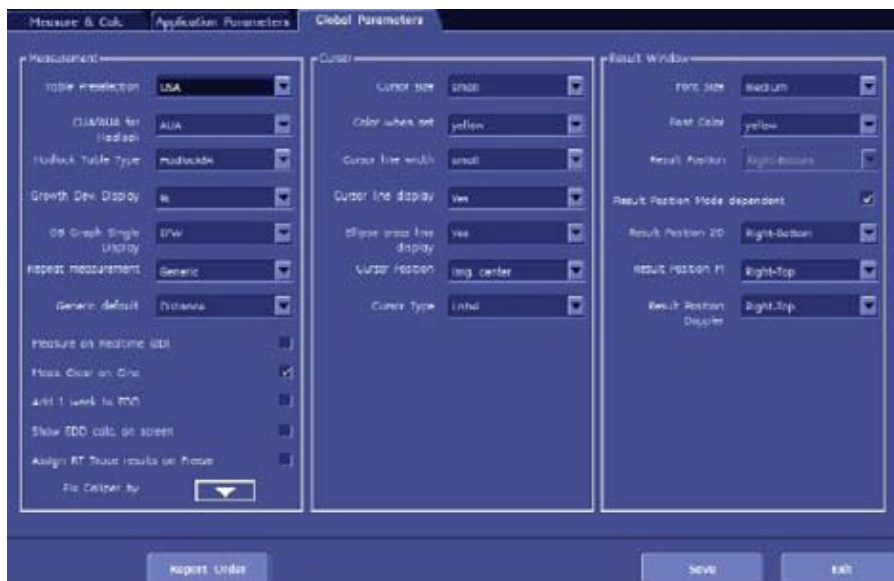 Measure & Calc
Application Parameters
Global Parameters
Measurement
Table Preselection USA
CUA/AUA for Hadlock AUA
Hadlock Table Type Hadlock84
Growth Dev. Display %
OB Graph Single Display EFW
Repeat measurement Generic
Generic default Distance
Measure on Realtime
Meas. Clear on Cine
Add 1 week to EDD
Show EDD calc. on screen
Assign RT Trace results on Freeze
Fix Caliper by
Cursor
Cursor size small
Color when set yellow
Cursor line width small
Cursor line display Yes
Ellipse cross line display Yes
Cursor Position Img. center
Cursor Type
Result Window
Font Size medium
Font Color yellow
Result Position Right-Bottom
Result Position Mode dependent
Result Position 2D Right-Bottom
Result Position M Right-Top
Result Position Doppler Right-Top
Report Order
Save
Exit